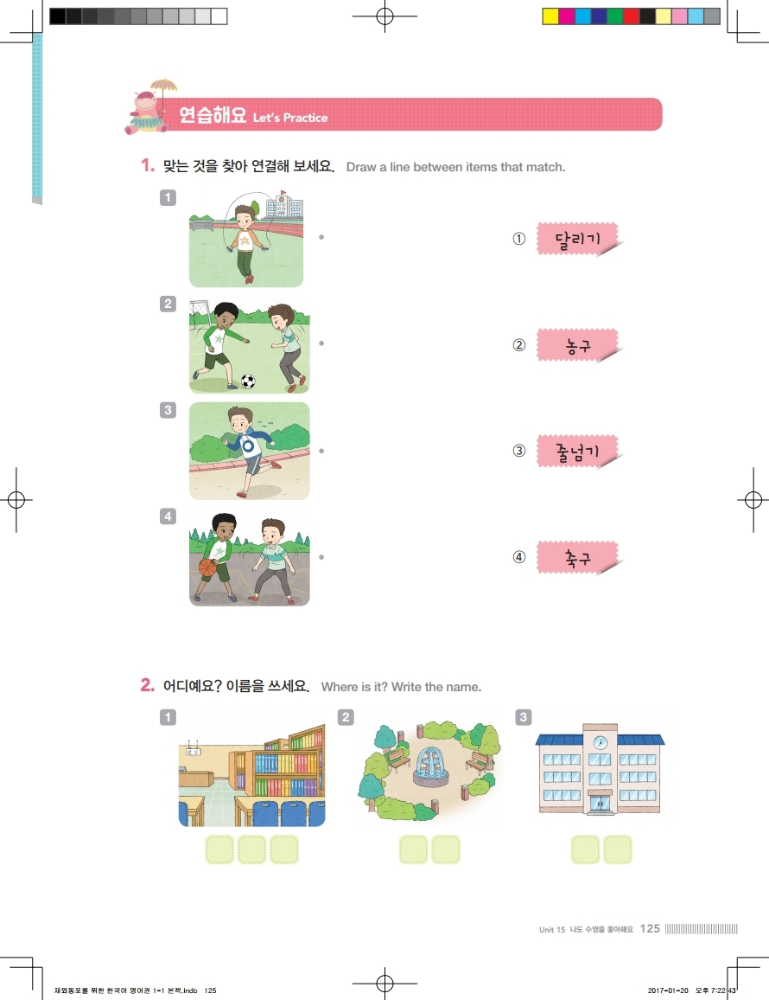 연습해요 Let's Practice
1. 맞는 것을 찾아 연결해 보세요. Draw a line between items that match.
1
① 달리기
2
② 농구
3
③ 줄넘기
4
④ 축구
2. 어디예요? 이름을 쓰세요. Where is it? Write the name.
1 2 3
Unit 15 나도 수영을 좋아해요 125
재외동포를 위한 한국어 영어권 1-1 본책.indb 125 2017-01-20 오후 7:22:43